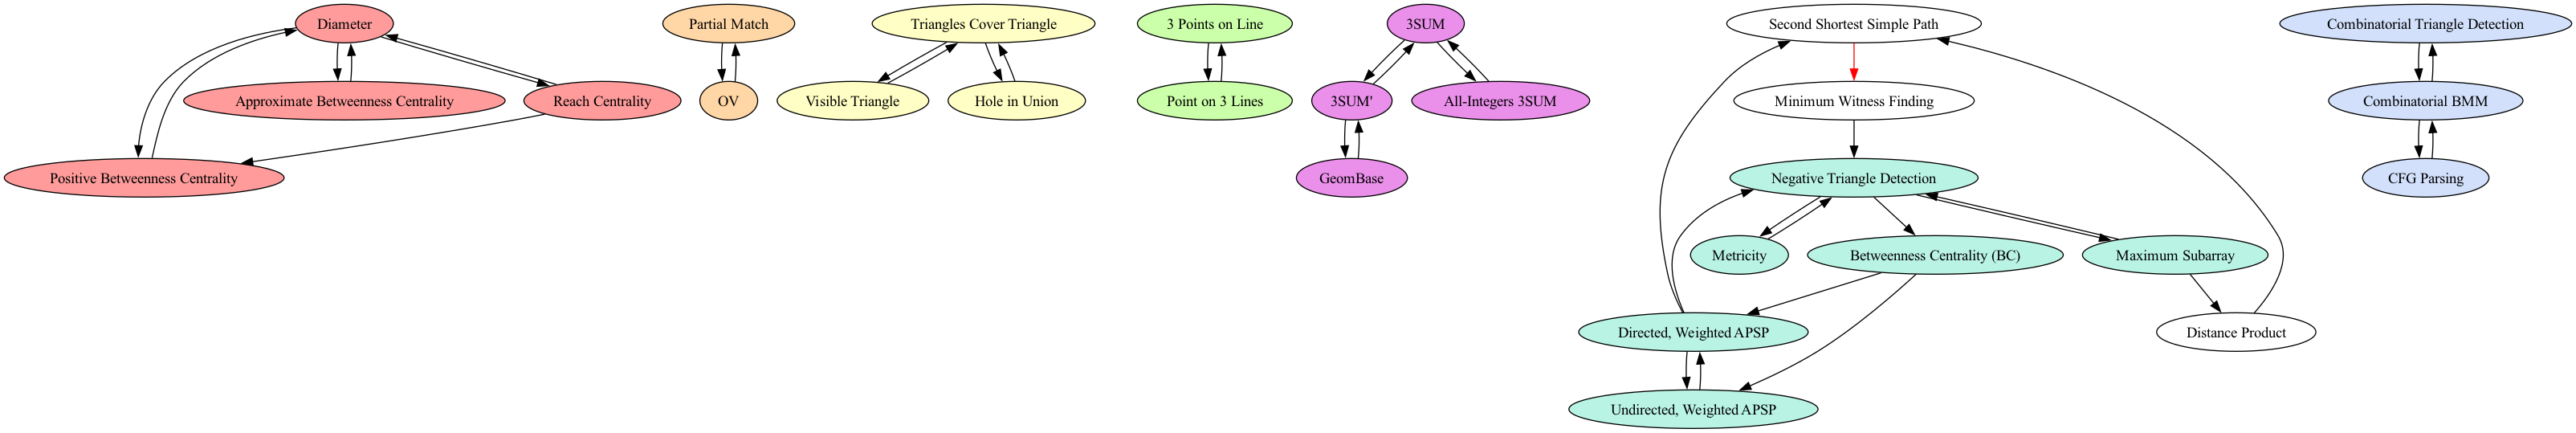 Diameter
Partial Match
Triangles Cover Triangle
3 Points on Line
3SUM
Second Shortest Simple Path
Combinatorial Triangle Detection
Approximate Betweenness Centrality
Reach Centrality
OV
Visible Triangle
Hole in Union
Point on 3 Lines
3SUM'
All-Integers 3SUM
Minimum Witness Finding
Combinatorial BMM
Positive Betweenness Centrality
GeomBase
Negative Triangle Detection
CFG Parsing
Metricity
Betweenness Centrality (BC)
Maximum Subarray
Directed, Weighted APSP
Distance Product
Undirected, Weighted APSP